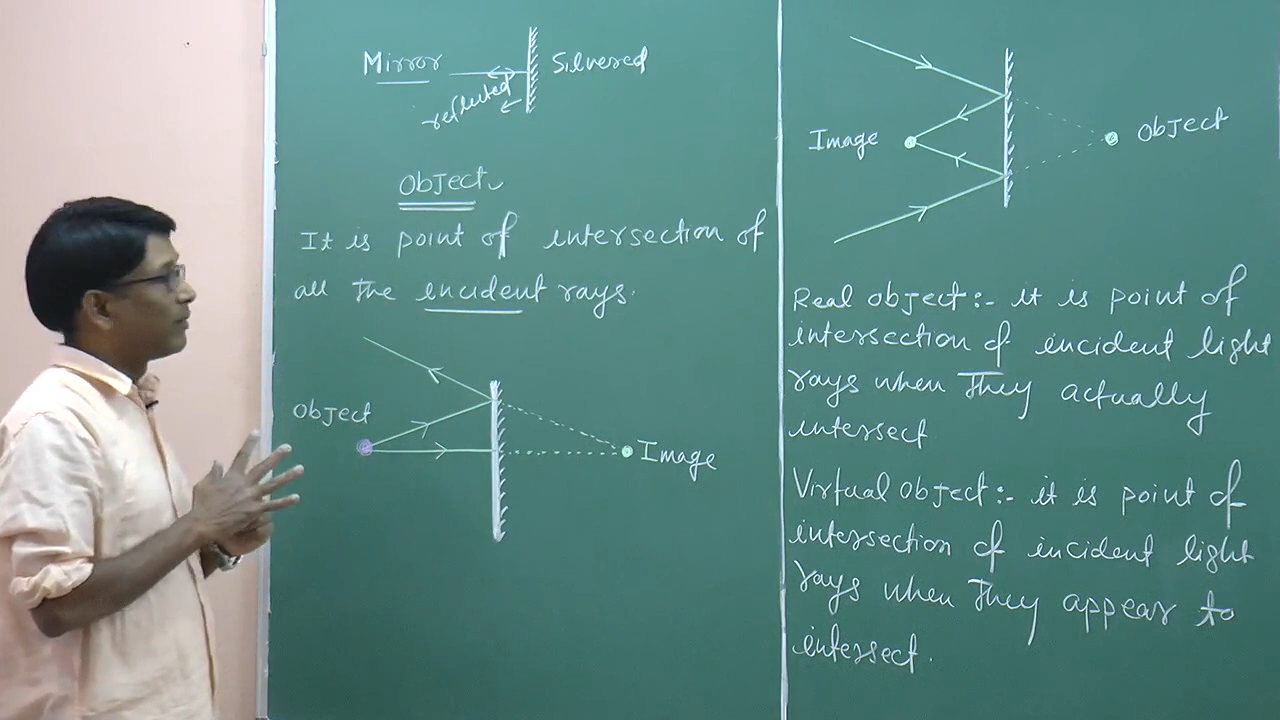 Mirror
Silvered
reflected
Object
It is point of intersection of
all the incident rays.
Object
Image
Image
Object
Real object:- it is point of
intersection of incident light
rays when They actually
intersect
Virtual object:- it is point of
intersection of incident light
rays when They appear to
intersect.